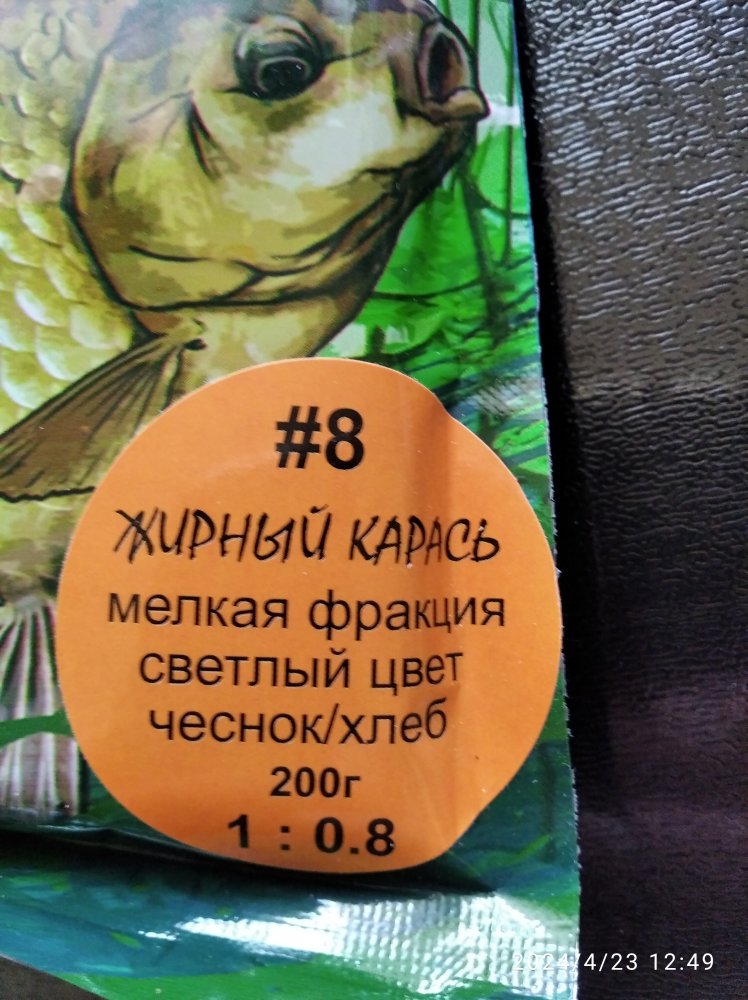 #8
ЖИРНЫЙ КАРАСЬ
мелкая фракция
светлый цвет
чеснок/хлеб
200г
1 : 0.8
2024/4/23 12:49